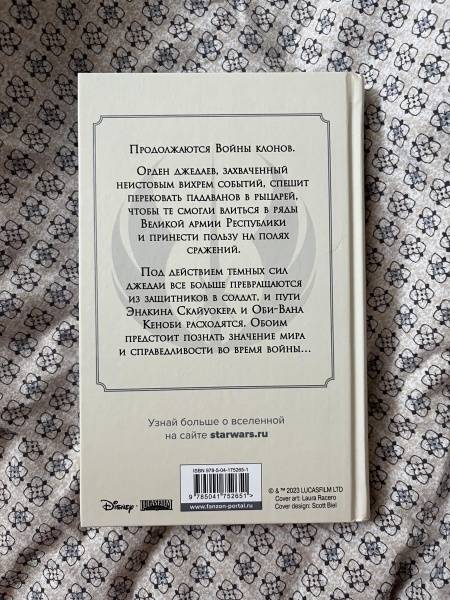 Продолжаются Войны клонов.
Орден джедаев, захваченный
неистовым вихрем событий, спешит
перековать падаванов в рыцарей,
чтобы те смогли влиться в ряды
Великой армии Республики
и принести пользу на полях
сражений.
Под действием темных сил
джедаи все больше превращаются
из защитников в солдат, и пути
Энакина Скайуокера и Оби-Вана
Кеноби расходятся. Обоим
предстоит познать значение мира
и справедливости во время войны...
Узнай больше о вселенной
на сайте starwars.ru
ISBN 978-5-04-175265-1
9 785041 752651 >
www.fanzon-portal.ru
Disney
LUCASFILM
© & ™ 2023 LUCASFILM LTD
Cover art: Laura Racero
Cover design: Scott Biel